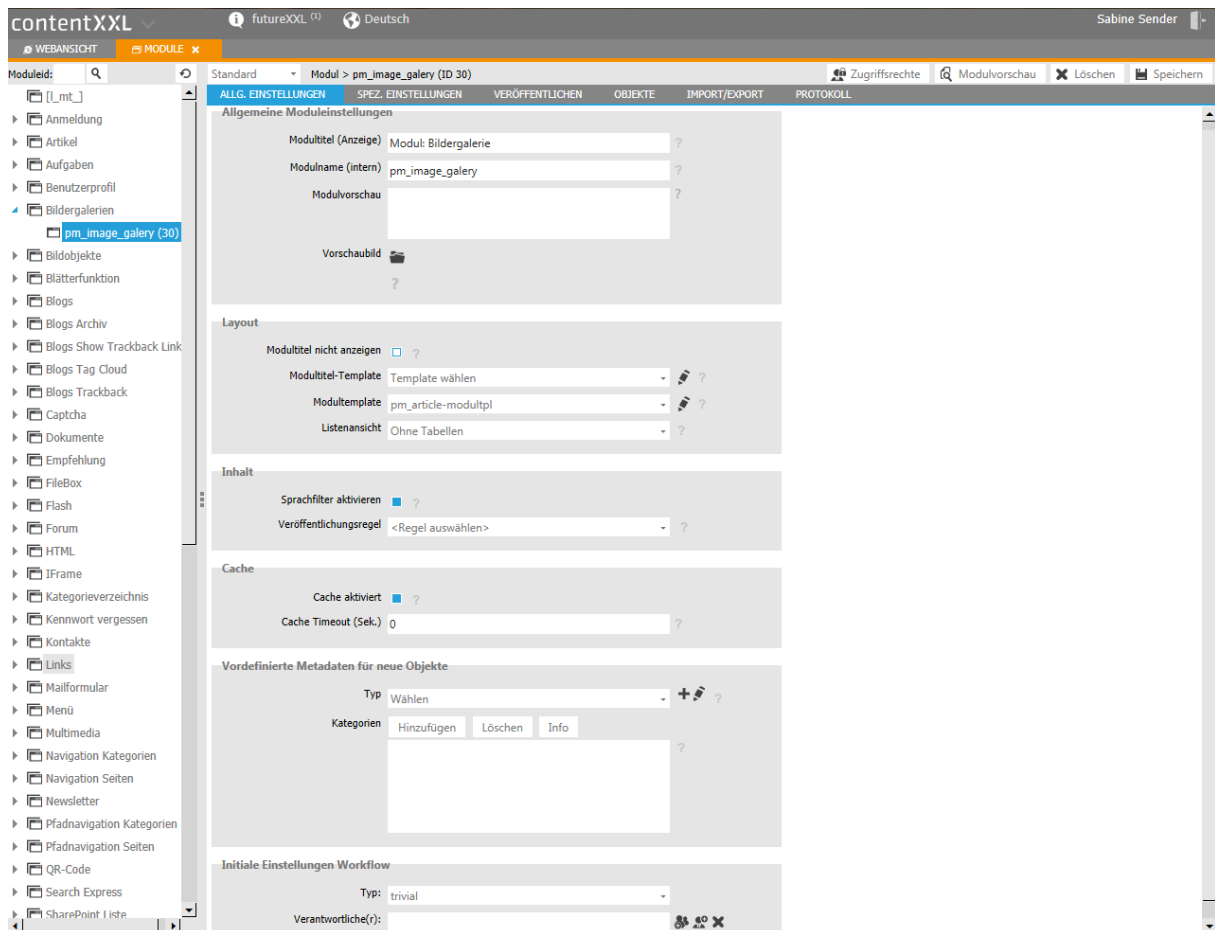 contentXXL
futureXXL (1)
Deutsch
Sabine Sender
WEBANSICHT
MODULE
Moduleid:
Standard
Modul > pm_image_galery (ID 30)
Zugriffsrechte
Modulvorschau
Löschen
Speichern
[l_mt_]
Anmeldung
Artikel
Aufgaben
Benutzerprofil
Bildergalerien
pm_image_galery (30)
Bildobjekte
Blätterfunktion
Blogs
Blogs Archiv
Blogs Show Trackback Link
Blogs Tag Cloud
Blogs Trackback
Captcha
Dokumente
Empfehlung
FileBox
Flash
Forum
HTML
IFrame
Kategorieverzeichnis
Kennwort vergessen
Kontakte
Links
Mailformular
Menü
Multimedia
Navigation Kategorien
Navigation Seiten
Newsletter
Pfadnavigation Kategorien
Pfadnavigation Seiten
QR-Code
Search Express
SharePoint Liste
ALLG. EINSTELLUNGEN
SPEZ. EINSTELLUNGEN
VERÖFFENTLICHEN
OBJEKTE
IMPORT/EXPORT
PROTOKOLL
Allgemeine Moduleinstellungen
Modultitel (Anzeige) Modul: Bildergalerie ?
Modulname (intern) pm_image_galery ?
Modulvorschau ?
Vorschaubild
?
Layout
Modultitel nicht anzeigen ?
Modultitel-Template Template wählen ?
Modultemplate pm_article-modultpl ?
Listenansicht Ohne Tabellen ?
Inhalt
Sprachfilter aktivieren ?
Veröffentlichungsregel <Regel auswählen> ?
Cache
Cache aktiviert ?
Cache Timeout (Sek.) 0 ?
Vordefinierte Metadaten für neue Objekte
Typ Wählen ?
Kategorien Hinzufügen Löschen Info
?
Initiale Einstellungen Workflow
Typ: trivial
Verantwortliche(r):